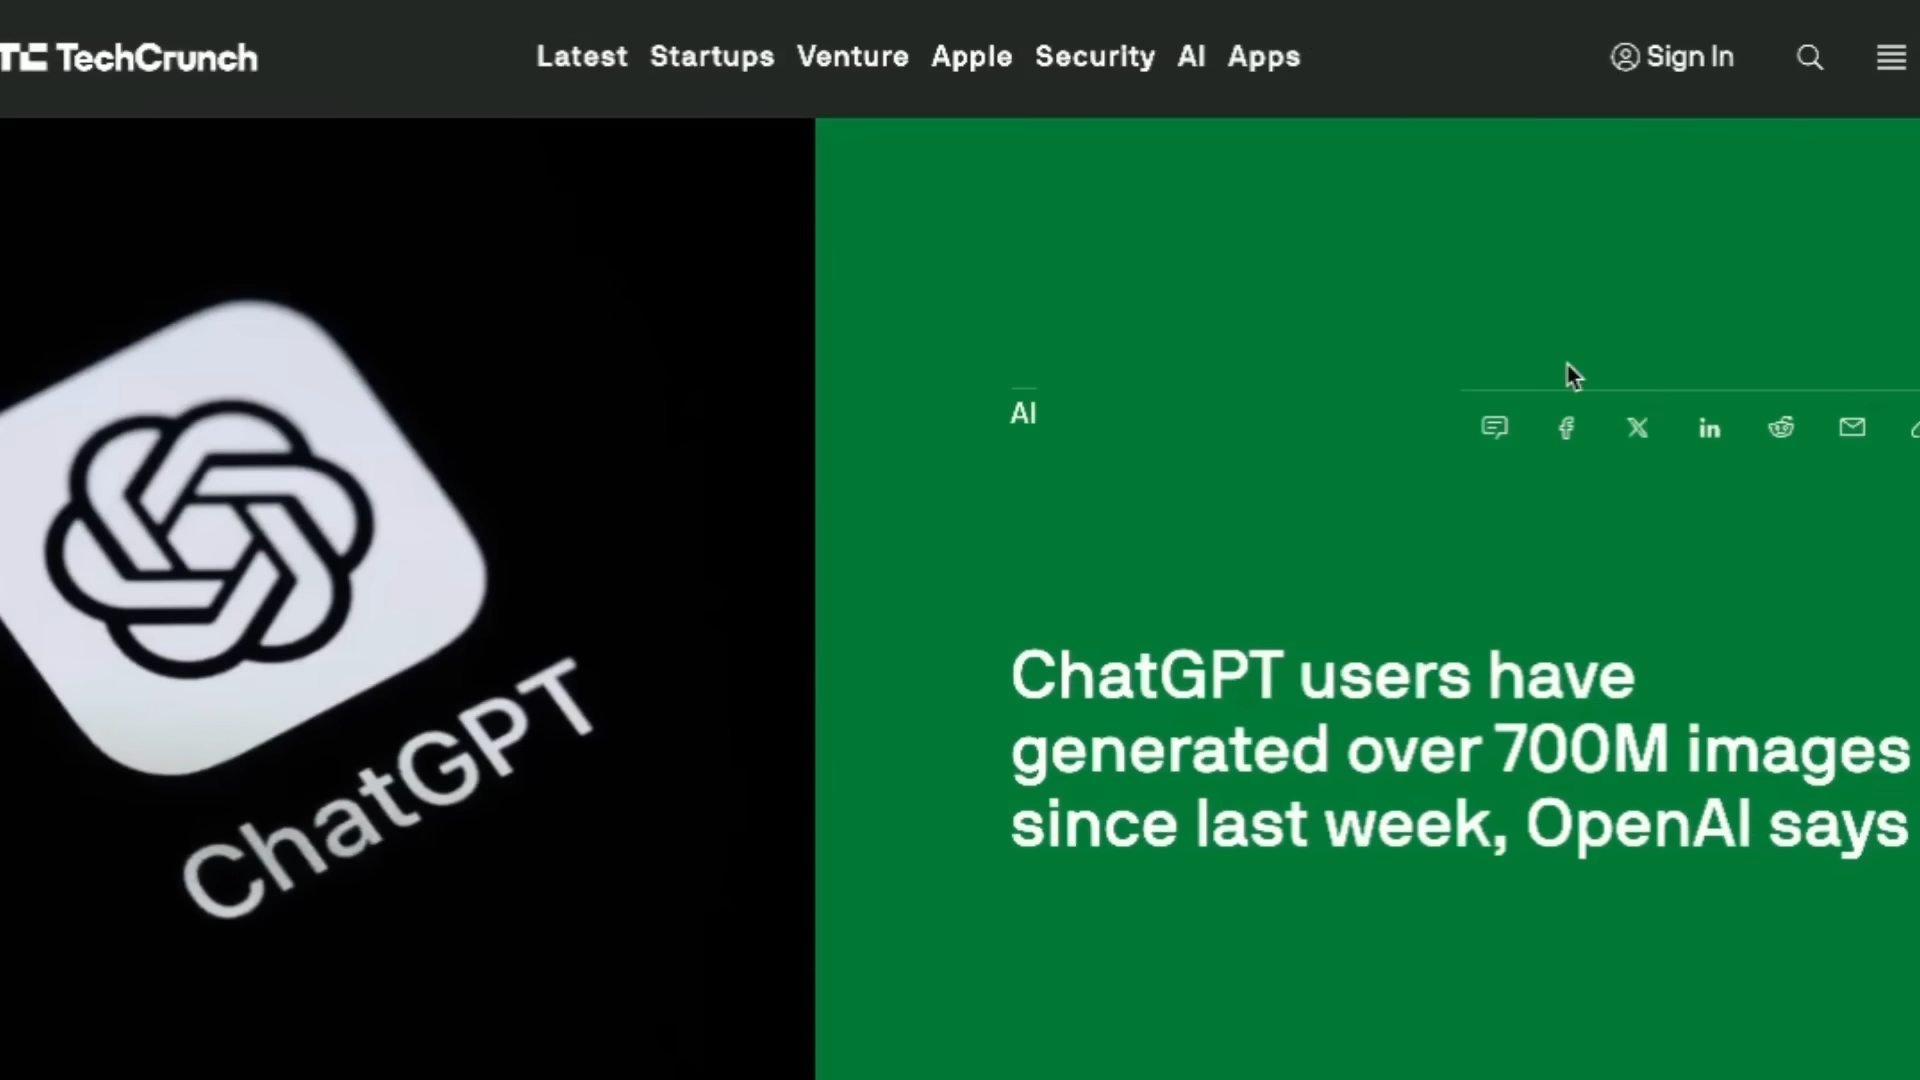 TechCrunch
Latest Startups Venture Apple Security AI Apps
Sign In
AI
ChatGPT users have
generated over 700M images
since last week, OpenAI says
ChatGPT